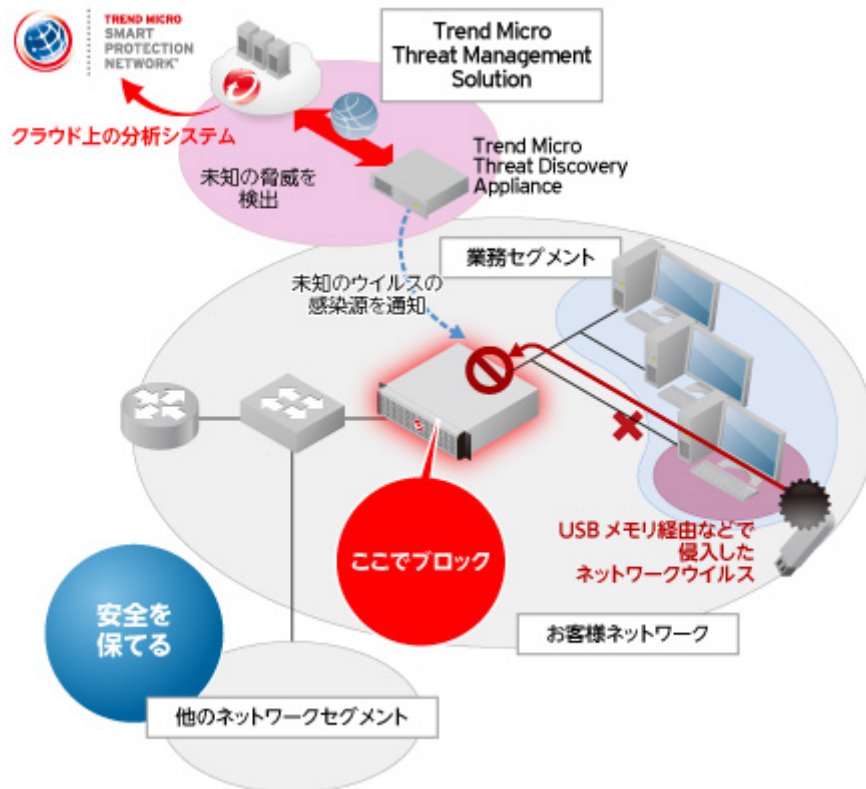 TREND MICRO
SMART
PROTECTION
NETWORK™
Trend Micro
Threat Management
Solution
クラウド上の分析システム
未知の脅威を
検出
Trend Micro
Threat Discovery
Appliance
業務セグメント
未知のウイルスの
感染源を通知
ここでブロック
USBメモリ経由などで
侵入した
ネットワークウイルス
安全を
保てる
お客様ネットワーク
他のネットワークセグメント